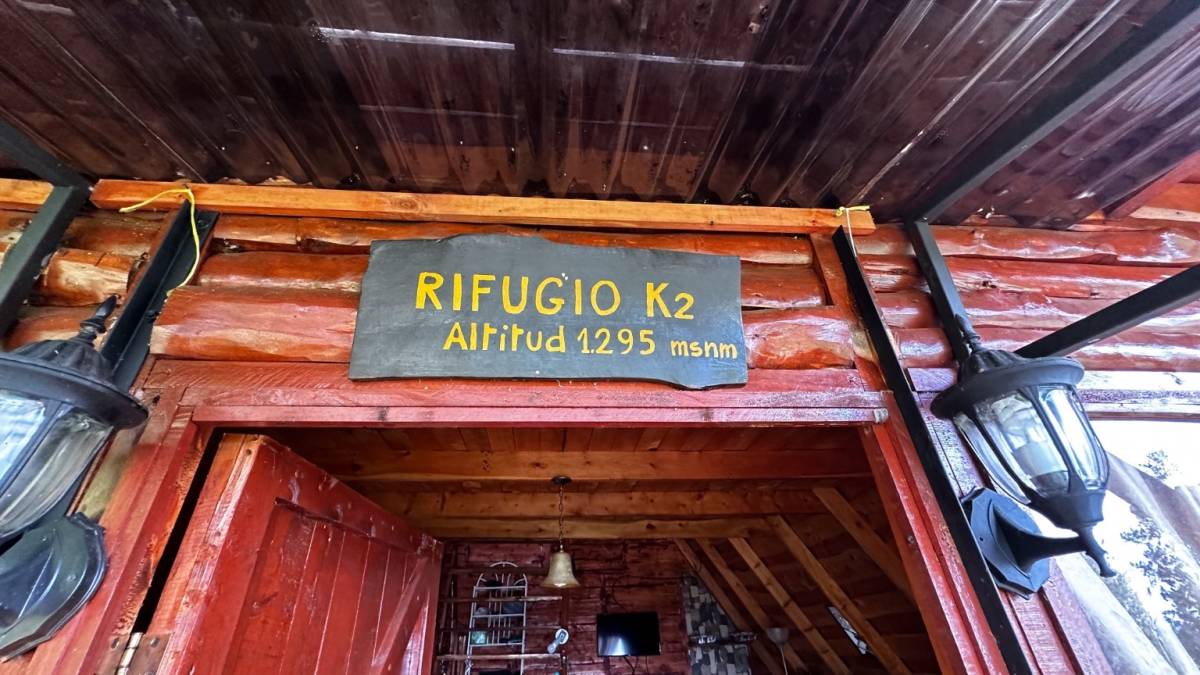 RIFUGIO K2
Altitud 1295 msnm